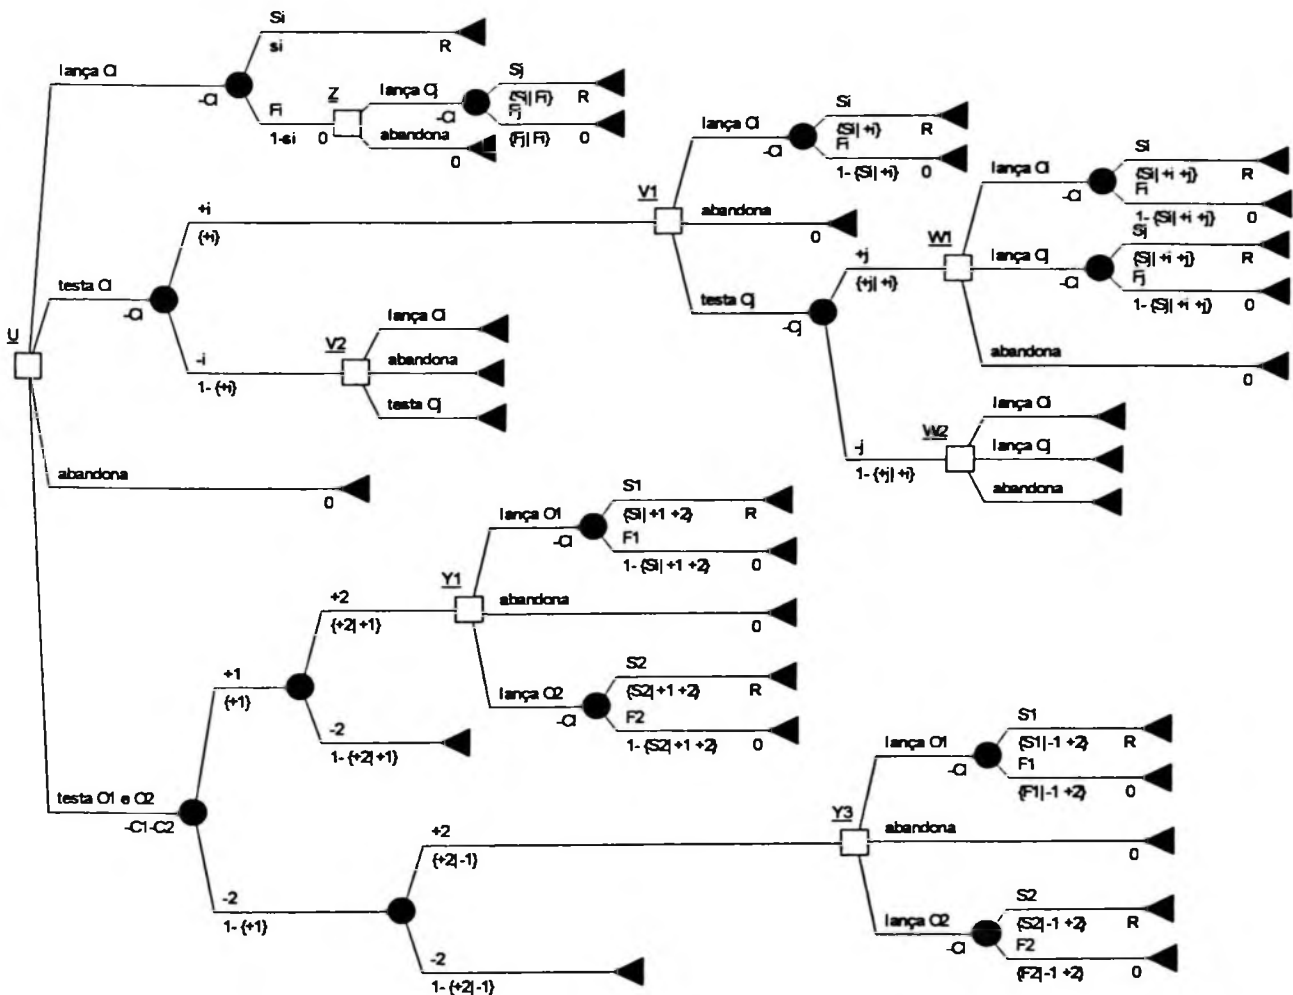 Si
si
R
lança Ci
-Ci
Fi
1-si
0
Z
lança Cj
-Ci
Sj
{Sj|Fi}
R
Fj
{Fj|Fi}
0
abandona
0
testa Ci
-Ci
+i
{+i}
V1
lança Ci
-Ci
Si
{Si|+i}
R
Fi
1-{Si|+i}
0
abandona
0
testa Cj
-Cj
+j
{+j|+i}
W1
lança Ci
-Ci
Si
{Si|+i +j}
R
Fi
1-{Si|+i +j}
0
lança Cj
-Ci
Sj
{Sj|+i +j}
R
Fj
1-{Sj|+i +j}
0
abandona
0
-j
1-{+j|+i}
W2
lança Ci
lança Cj
abandona
-i
1-{+i}
V2
lança Ci
abandona
testa Cj
abandona
0
testa O1 e O2
-C1-C2
+1
{+1}
+2
{+2|+1}
Y1
lança O1
-Ci
S1
{Si|+1 +2}
R
F1
1-{Si|+1 +2}
0
abandona
0
lança O2
-Ci
S2
{S2|+1 +2}
R
F2
1-{S2|+1 +2}
0
-2
1-{+2|+1}
-2
1-{+1}
+2
{+2|-1}
Y3
lança O1
-Ci
S1
{S1|-1 +2}
R
F1
{F1|-1 +2}
0
abandona
0
lança O2
-Ci
S2
{S2|-1 +2}
R
F2
{F2|-1 +2}
0
-2
1-{+2|-1}